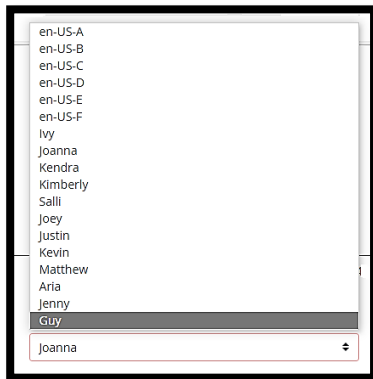 en-US-A
en-US-B
en-US-C
en-US-D
en-US-E
en-US-F
Ivy
Joanna
Kendra
Kimberly
Salli
Joey
Justin
Kevin
Matthew
Aria
Jenny
Guy
Joanna